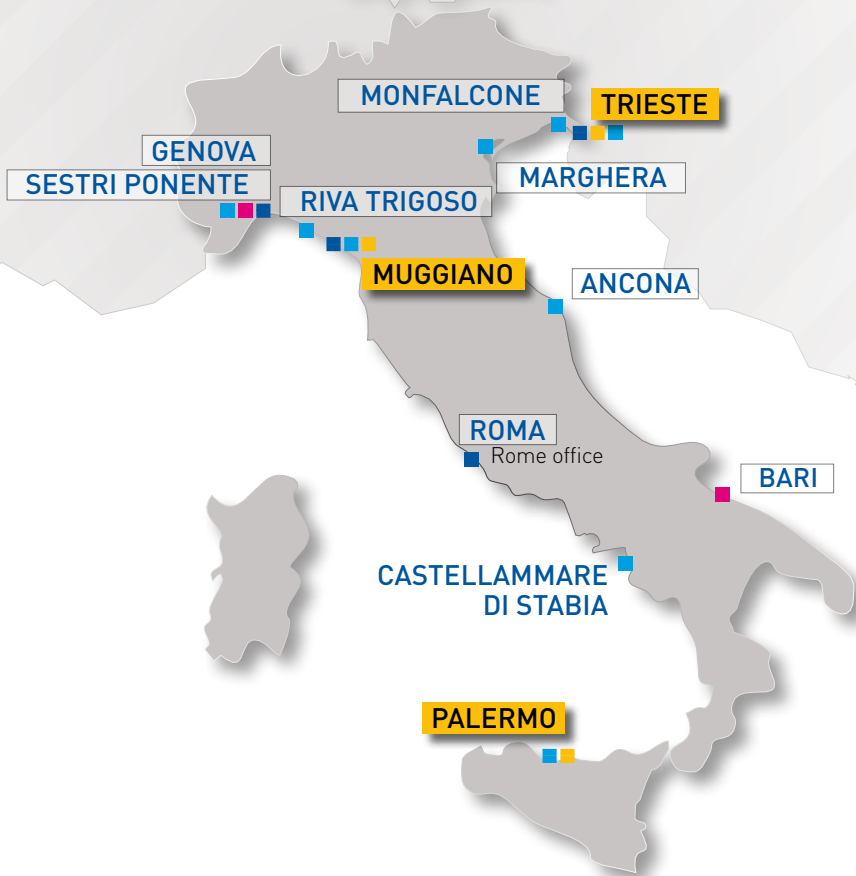 MONFALCONE
TRIESTE
GENOVA
SESTRI PONENTE
MARGHERA
RIVA TRIGOSO
MUGGIANO
ANCONA
ROMA
Rome office
BARI
CASTELLAMMARE
DI STABIA
PALERMO